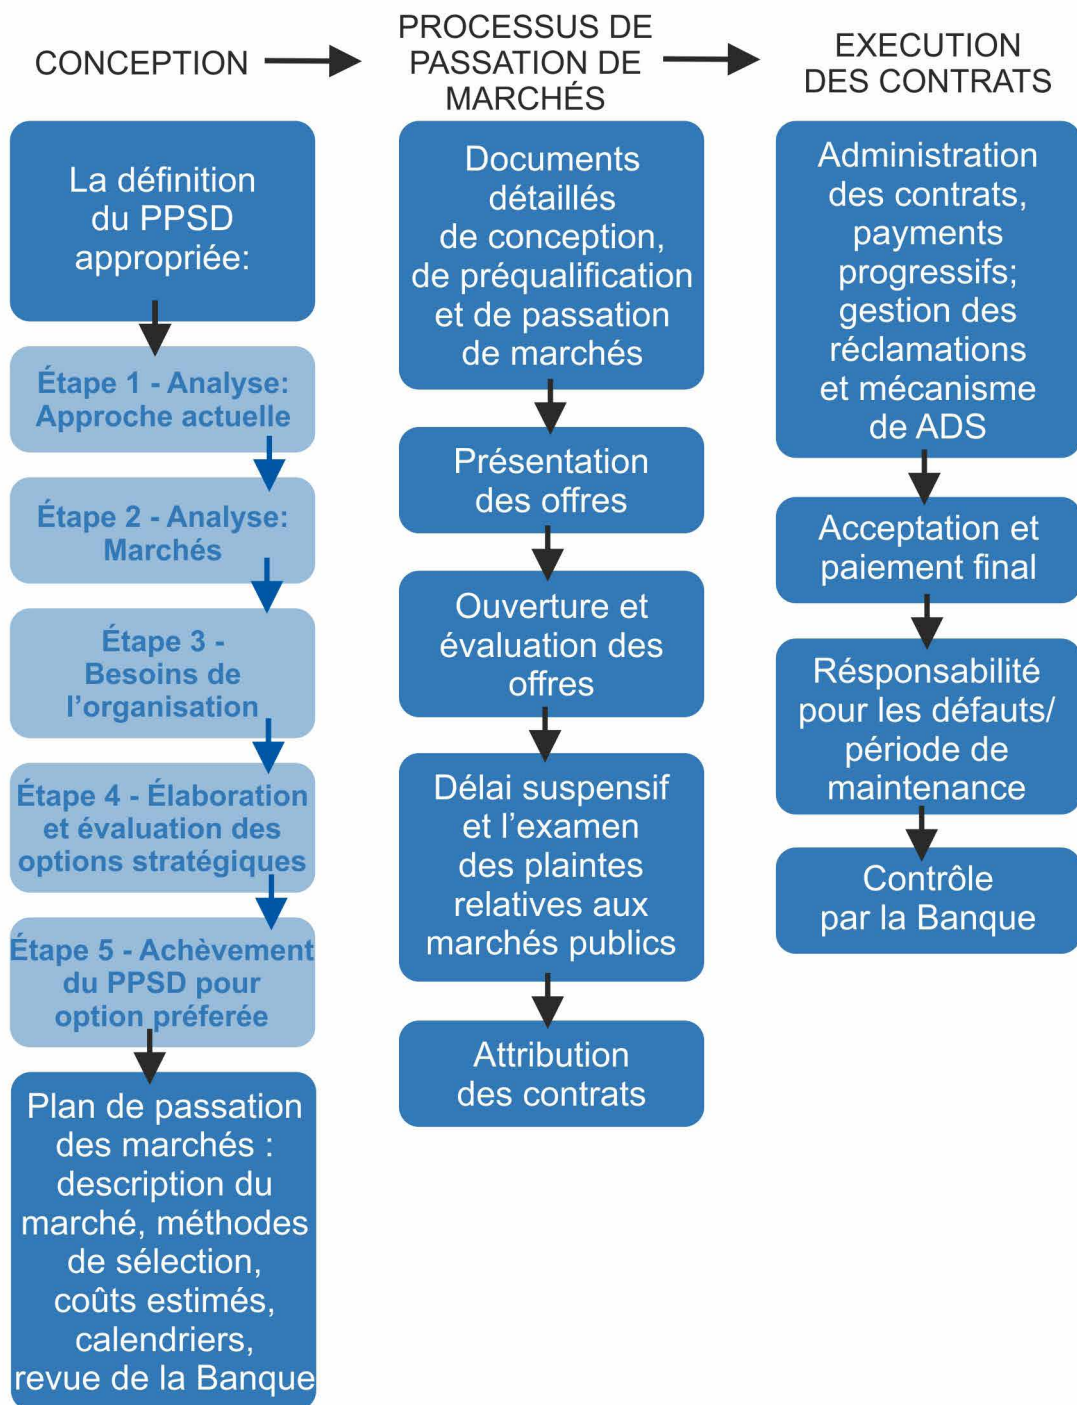 CONCEPTION
PROCESSUS DE
PASSATION DE
MARCHÉS
EXECUTION
DES CONTRATS
La définition
du PPSD
appropriée:
Étape 1 - Analyse:
Approche actuelle
Étape 2 - Analyse:
Marchés
Étape 3 -
Besoins de
l’organisation
Étape 4 - Élaboration
et évaluation des
options stratégiques
Étape 5 - Achèvement
du PPSD pour
option préferée
Plan de passation
des marchés :
description du
marché, méthodes
de sélection,
coûts estimés,
calendriers,
revue de la Banque
Documents
détaillés
de conception,
de préqualification
et de passation
de marchés
Présentation
des offres
Ouverture et
évaluation des
offres
Délai suspensif
et l’examen
des plaintes
relatives aux
marchés publics
Attribution
des contrats
Administration
des contrats,
payments
progressifs;
gestion des
réclamations
et mécanisme
de ADS
Acceptation et
paiement final
Résponsabilité
pour les défauts/
période de
maintenance
Contrôle
par la Banque